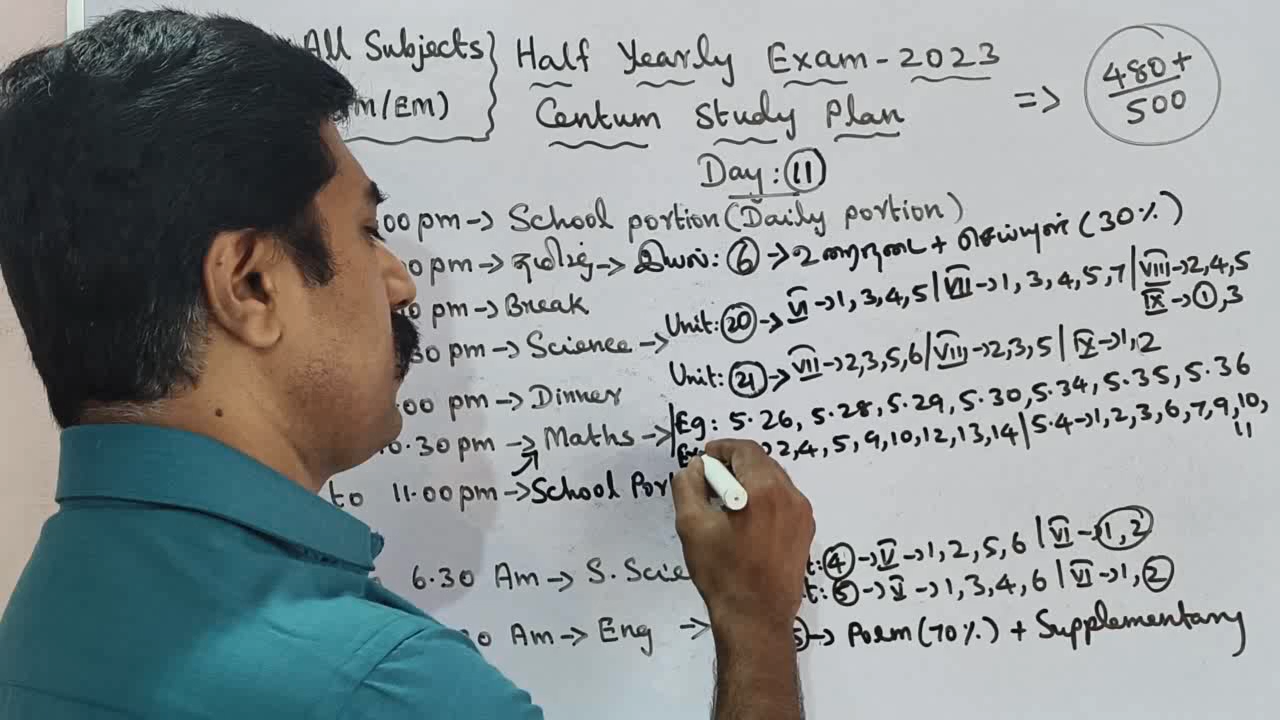 All Subjects
m/EM)
Half Yearly Exam - 2023
Centum Study Plan
=> 480+/500
Day: 11
00 pm -> School portion (Daily portion)
0 pm -> தமிழ் -> இயல்: 6 -> உரைநடை + செய்யுள் (30%)
pm -> Break
30 pm -> Science -> Unit: 20 -> VI -> 1, 3, 4, 5 | VII -> 1, 3, 4, 5, 7 | VIII -> 2, 4, 5
IX -> 1, 3
Unit: 21 -> VII -> 2, 3, 5, 6 | VIII -> 2, 3, 5 | IX -> 1, 2
00 pm -> Dinner
0.30 pm -> Maths -> Eg: 5.26, 5.28, 5.29, 5.30, 5.34, 5.35, 5.36
2, 4, 5, 9, 10, 12, 13, 14 | 5.4 -> 1, 2, 3, 6, 7, 9, 10,
11
to 11.00 pm -> School Por
6.30 Am -> S. Scie
4 -> V -> 1, 2, 5, 6 | VI -> 1, 2
5 -> V -> 1, 3, 4, 6 | VI -> 1, 2
0 Am -> Eng -> -> Poem (70%) + Supplementary